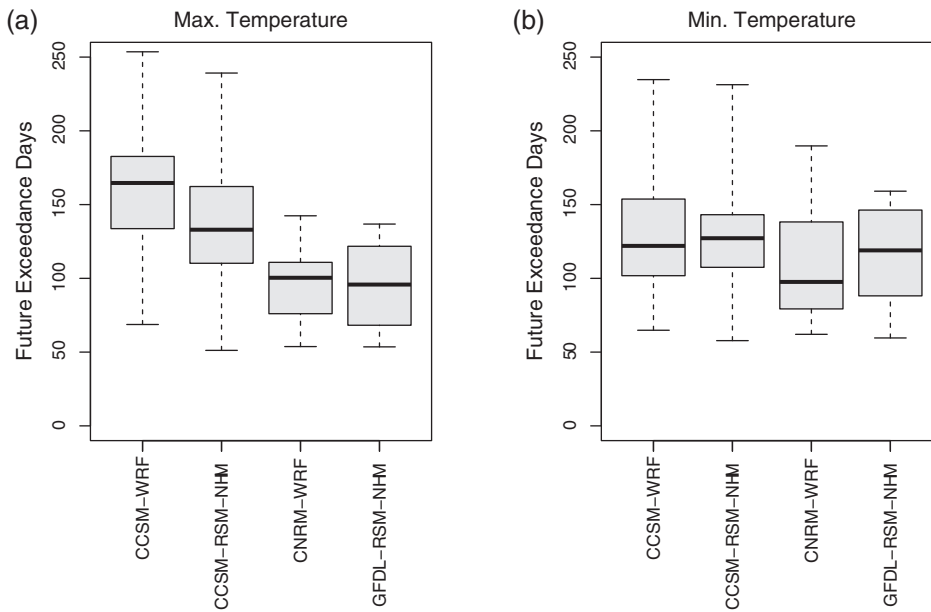 (a)
Max. Temperature
Future Exceedance Days
250
200
150
100
50
0
CCSM−WRF
CCSM−RSM−NHM
CNRM−WRF
GFDL−RSM−NHM
(b)
Min. Temperature
Future Exceedance Days
250
200
150
100
50
0
CCSM−WRF
CCSM−RSM−NHM
CNRM−WRF
GFDL−RSM−NHM